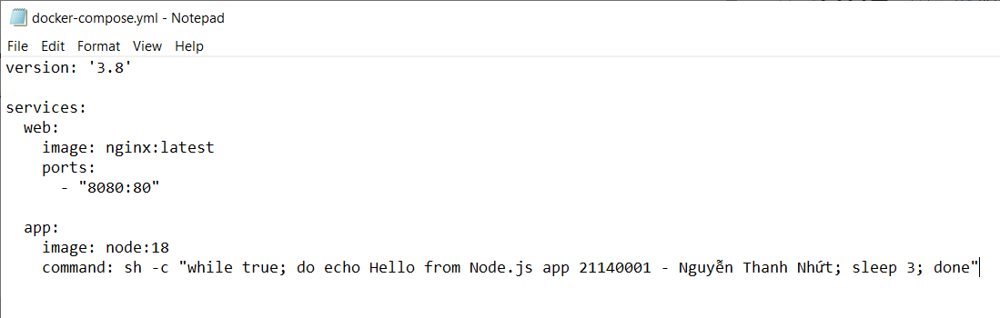 docker-compose.yml - Notepad
File Edit Format View Help
version: '3.8'
services:
  web:
    image: nginx:latest
    ports:
      - "8080:80"
  app:
    image: node:18
    command: sh -c "while true; do echo Hello from Node.js app 21140001 - Nguyễn Thanh Nhứt; sleep 3; done"